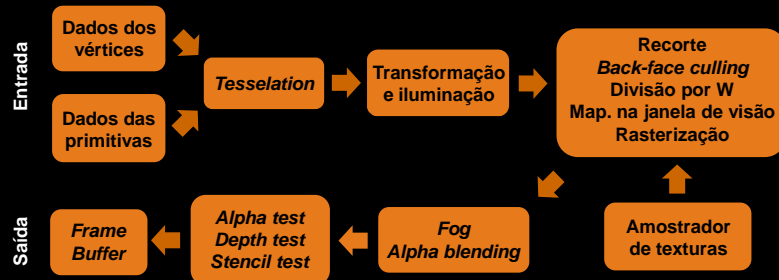 Entrada
Dados dos
vértices
Dados das
primitivas
Tesselation
Transformação
e iluminação
Recorte
Back-face culling
Divisão por W
Map. na janela de visão
Rasterização
Saída
Frame
Buffer
Alpha test
Depth test
Stencil test
Fog
Alpha blending
Amostrador
de texturas